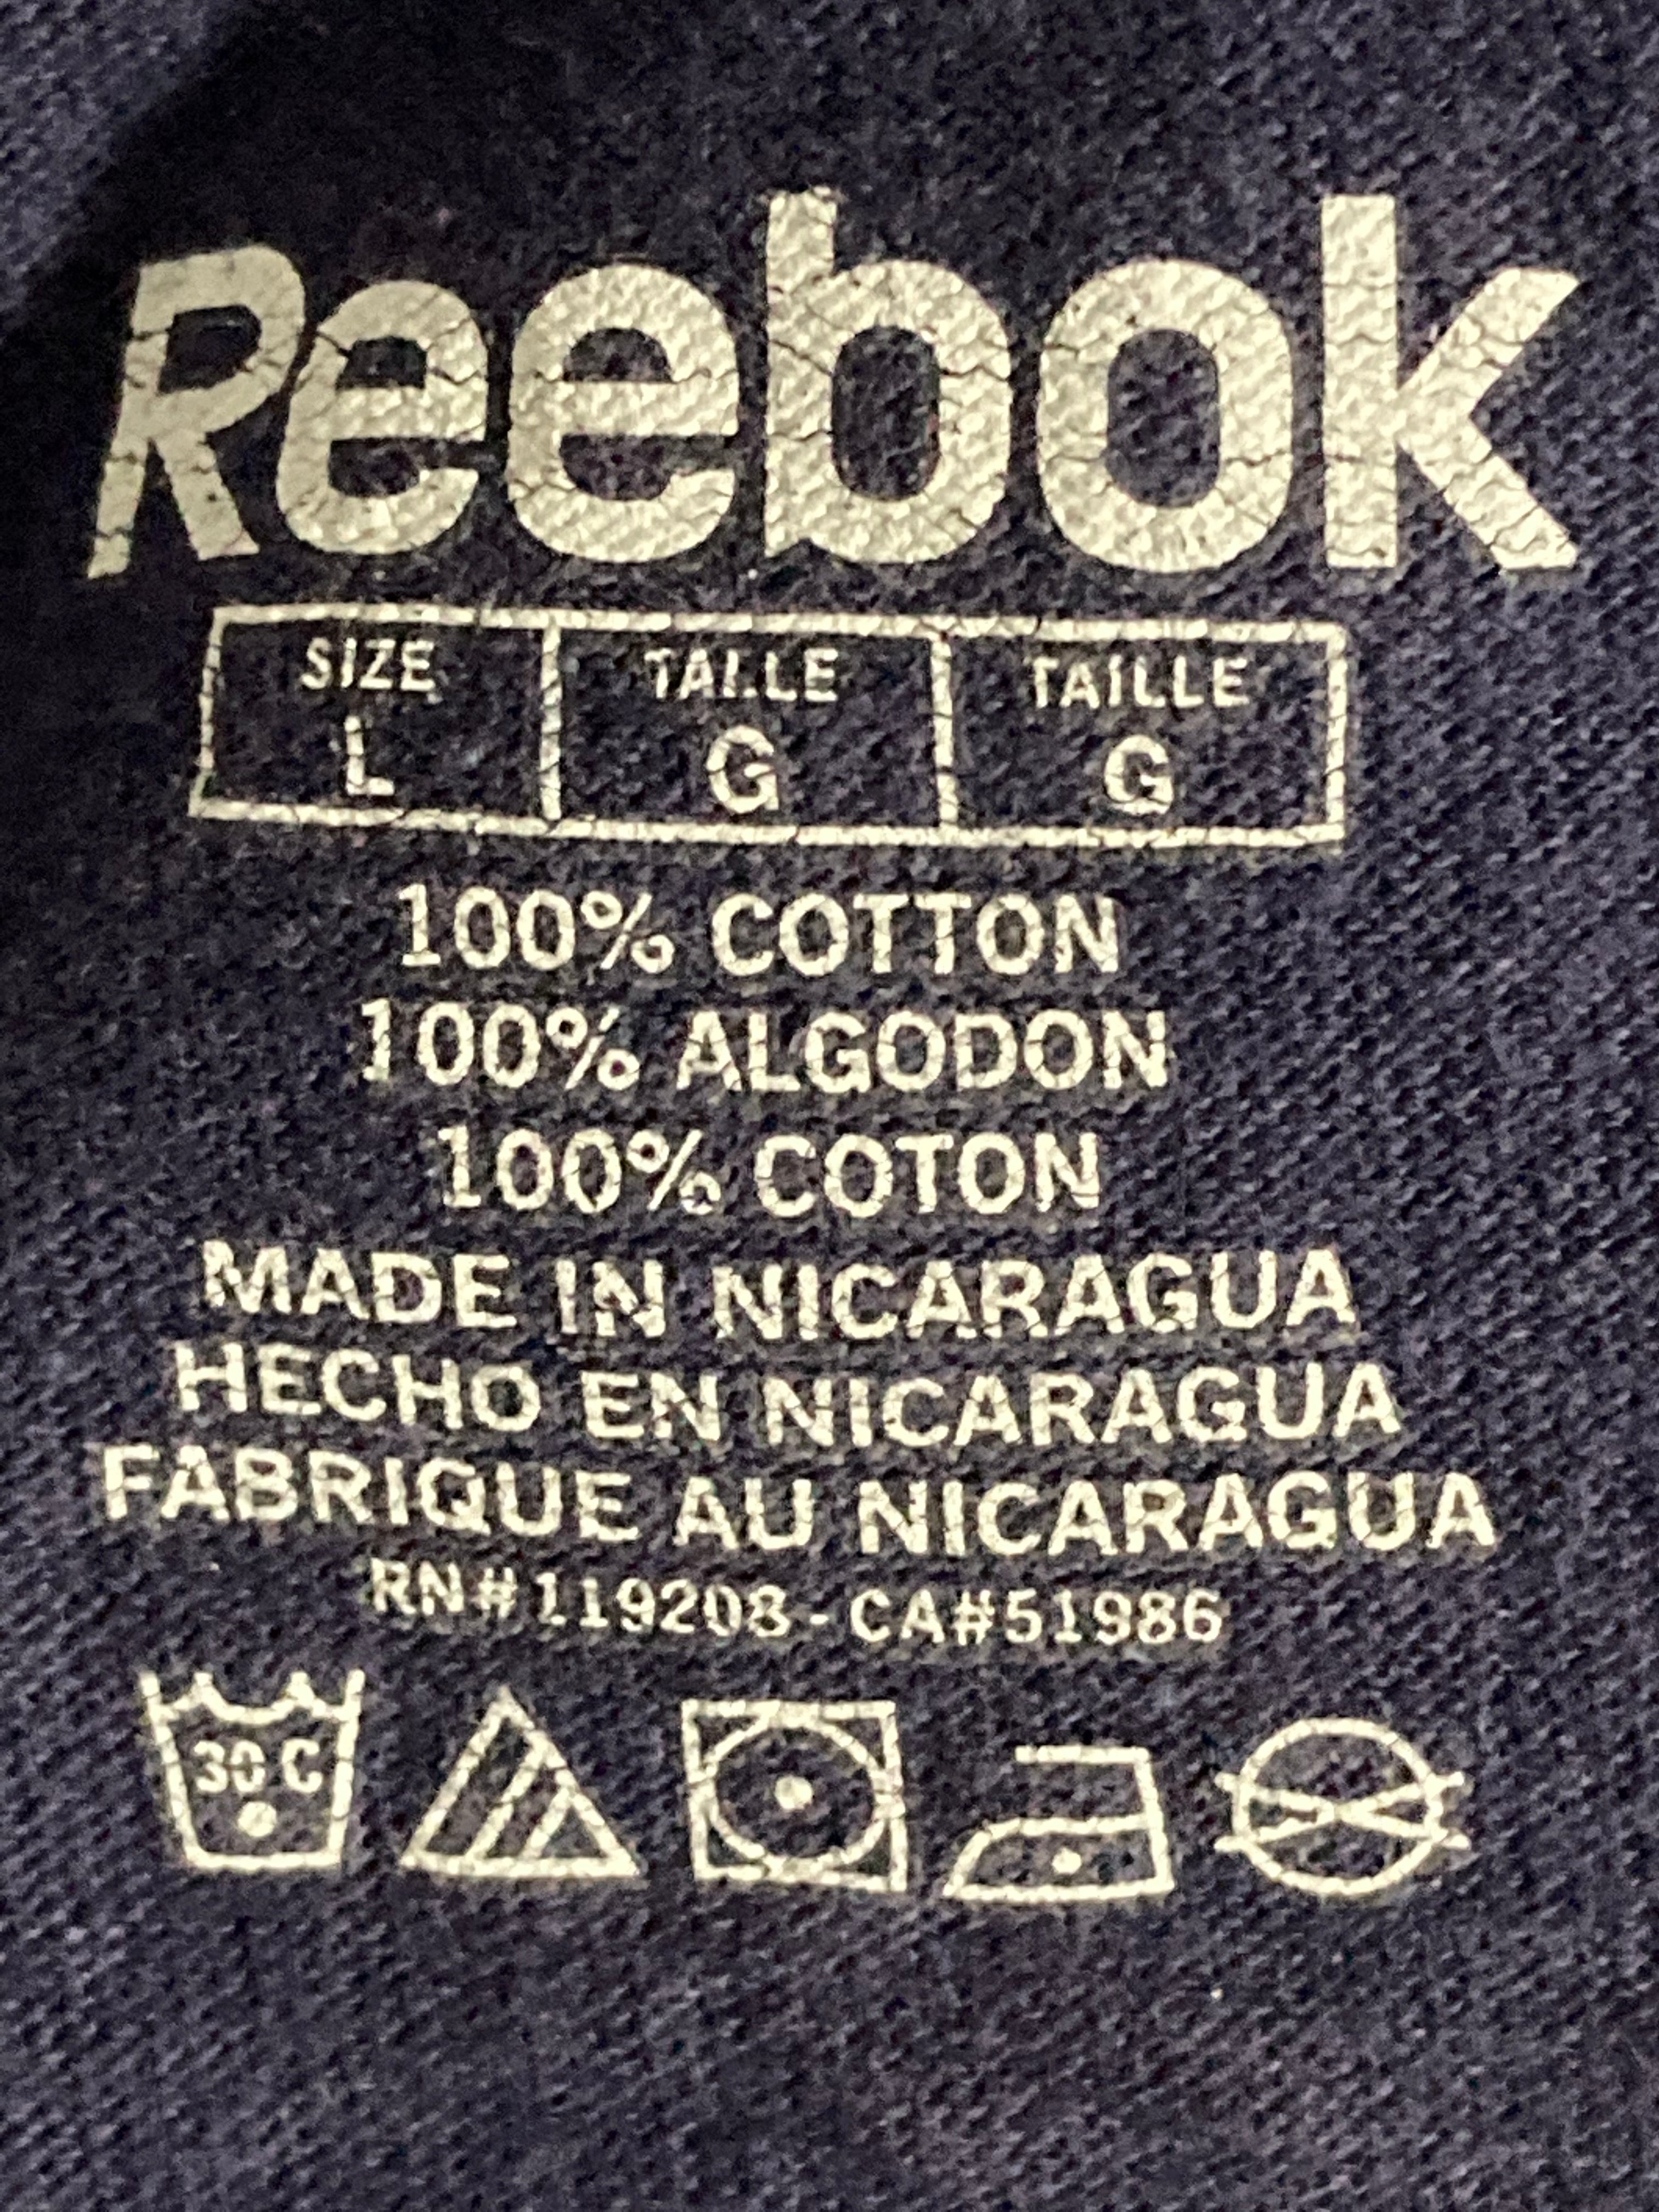 Reebok
SIZE TALLE TAILLE
L G G
100% COTTON
100% ALGODON
100% COTON
MADE IN NICARAGUA
HECHO EN NICARAGUA
FABRIQUE AU NICARAGUA
RN#119208-CA#51986
30 C